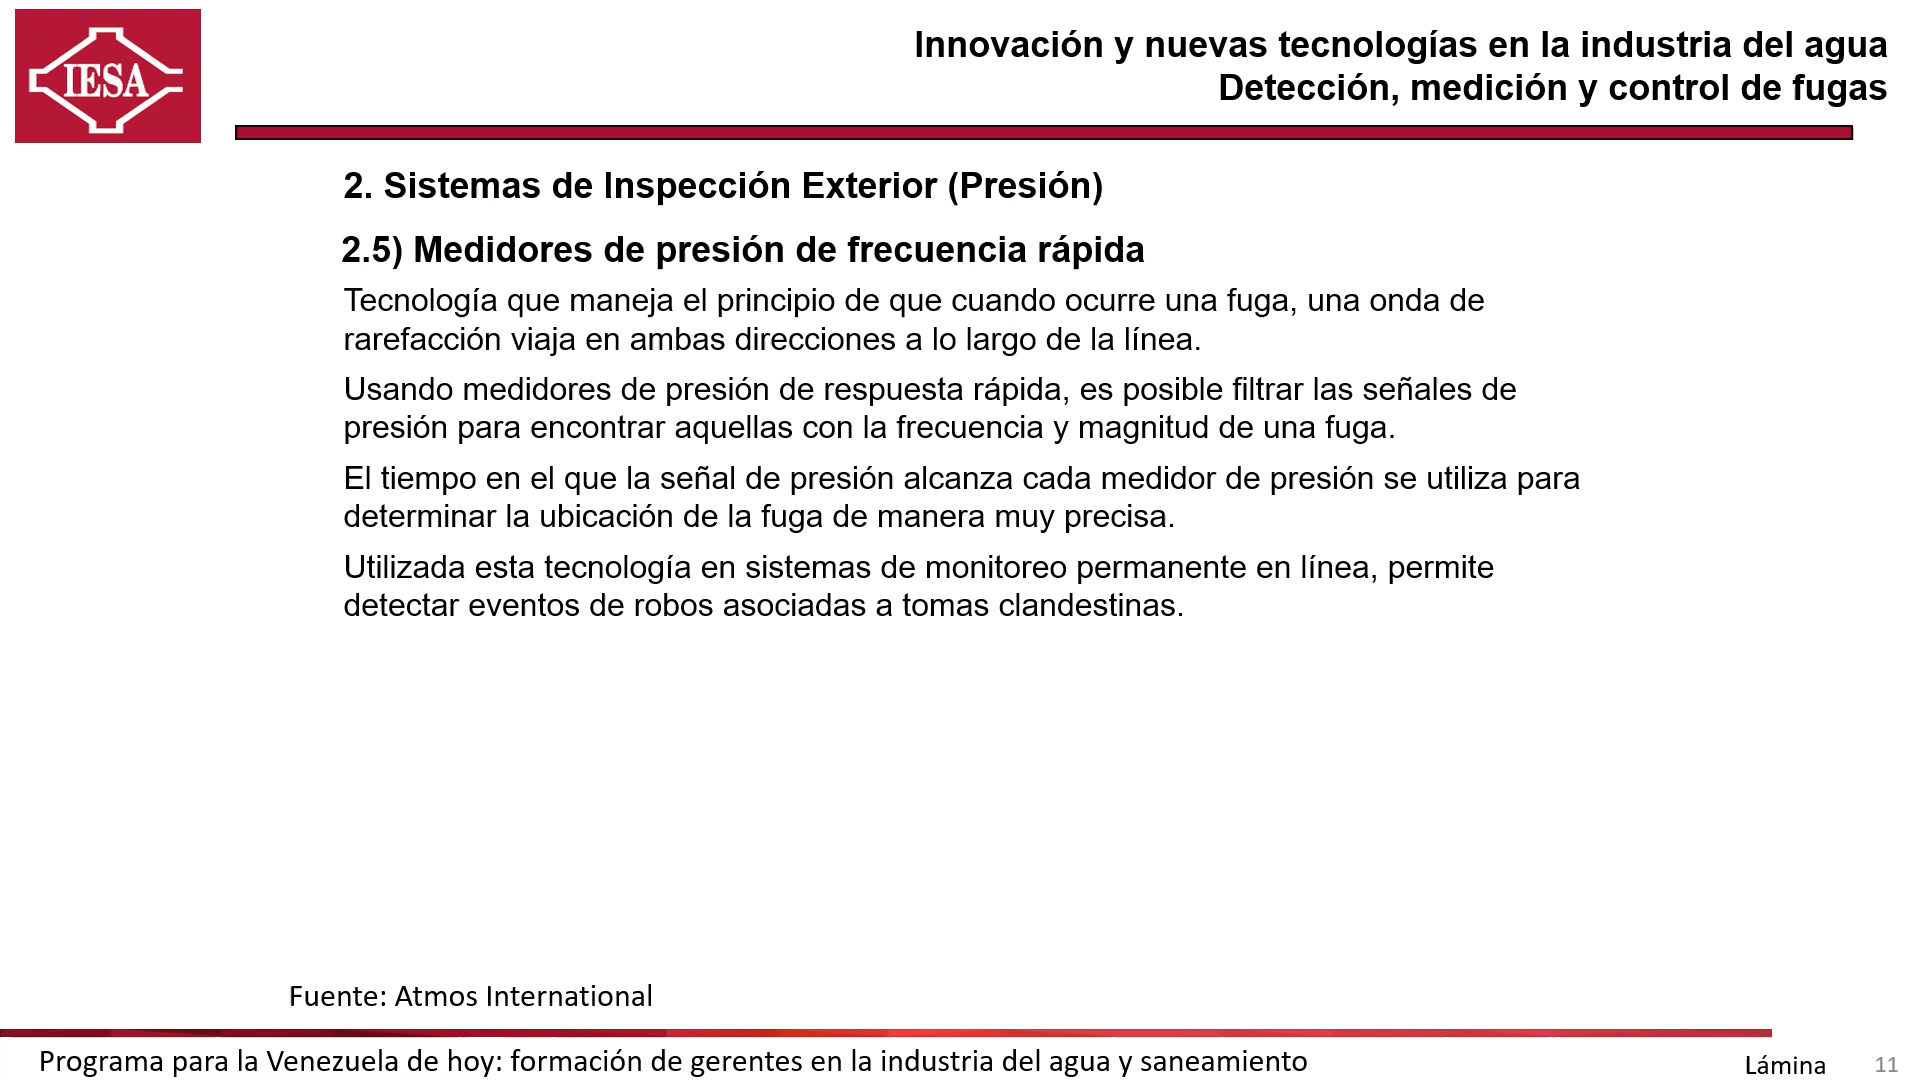 IESA
Innovación y nuevas tecnologías en la industria del agua
Detección, medición y control de fugas
2. Sistemas de Inspección Exterior (Presión)
2.5) Medidores de presión de frecuencia rápida
Tecnología que maneja el principio de que cuando ocurre una fuga, una onda de
rarefacción viaja en ambas direcciones a lo largo de la línea.
Usando medidores de presión de respuesta rápida, es posible filtrar las señales de
presión para encontrar aquellas con la frecuencia y magnitud de una fuga.
El tiempo en el que la señal de presión alcanza cada medidor de presión se utiliza para
determinar la ubicación de la fuga de manera muy precisa.
Utilizada esta tecnología en sistemas de monitoreo permanente en línea, permite
detectar eventos de robos asociadas a tomas clandestinas.
Fuente: Atmos International
Programa para la Venezuela de hoy: formación de gerentes en la industria del agua y saneamiento
Lámina 11